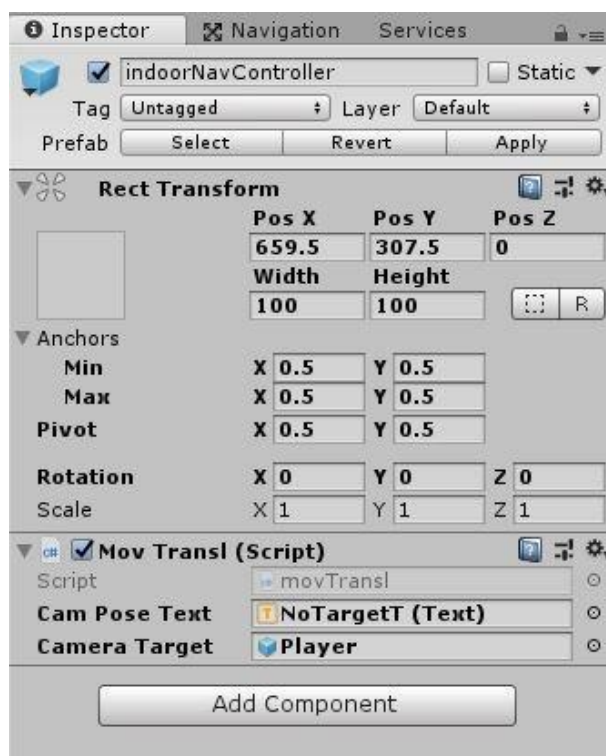 Inspector Navigation Services
indoorNavController Static
Tag Untagged Layer Default
Prefab Select Revert Apply
Rect Transform
Pos X Pos Y Pos Z
659.5 307.5 0
Width Height
100 100 R
Anchors
Min X 0.5 Y 0.5
Max X 0.5 Y 0.5
Pivot X 0.5 Y 0.5
Rotation X 0 Y 0 Z 0
Scale X 1 Y 1 Z 1
C# Mov Transl (Script)
Script movTransl
Cam Pose Text T NoTargetT (Text)
Camera Target Player
Add Component